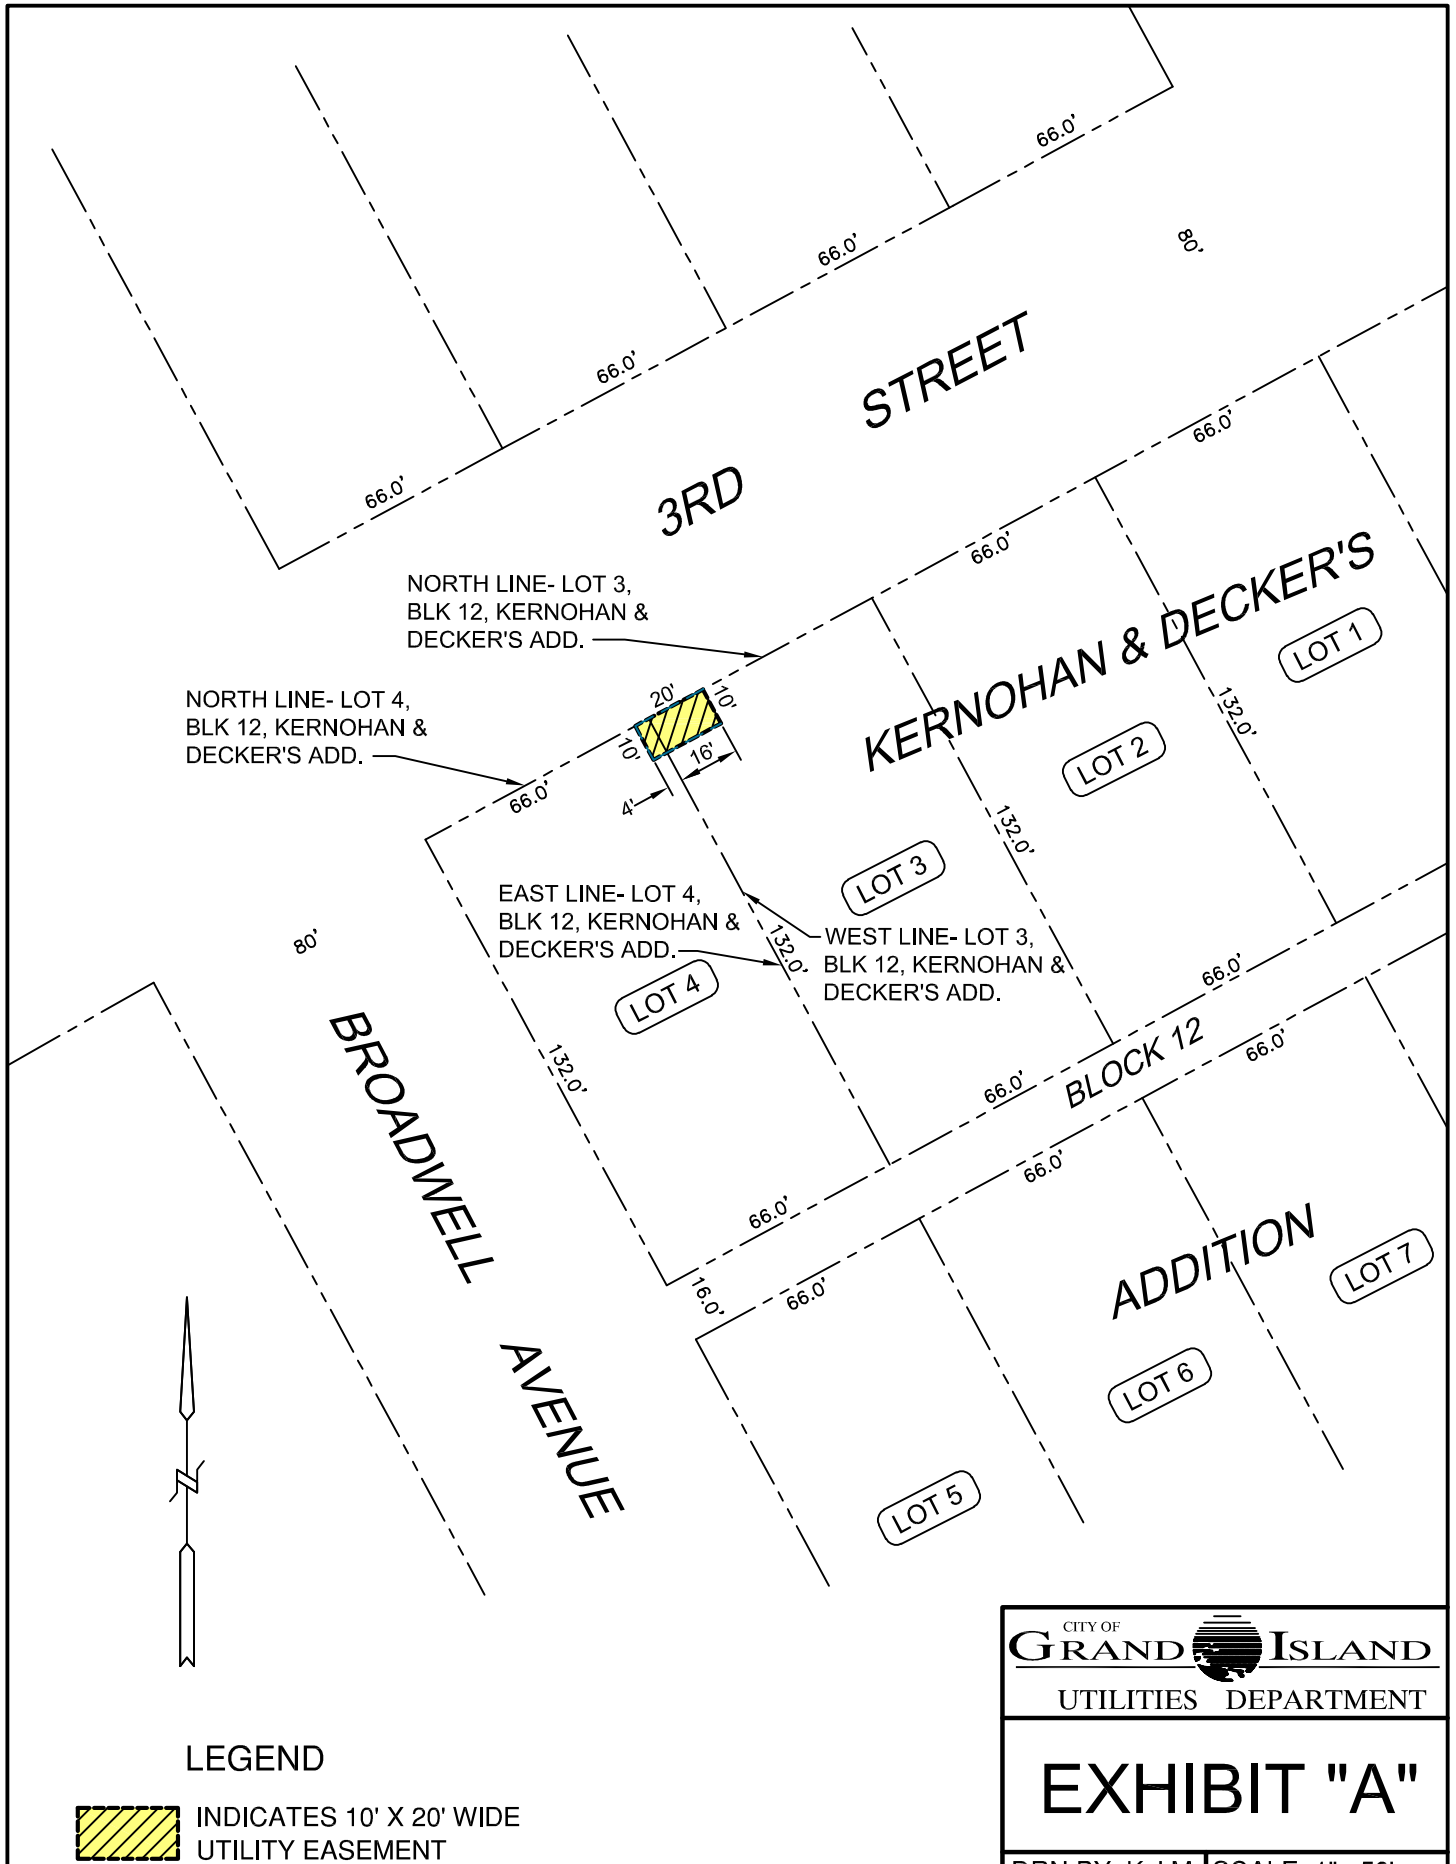 66.0'
80'
66.0'
STREET
66.0'
66.0'
66.0'
3RD
66.0'
KERNOHAN & DECKER'S
NORTH LINE- LOT 3,
BLK 12, KERNOHAN &
DECKER'S ADD.
LOT 1
NORTH LINE- LOT 4,
BLK 12, KERNOHAN &
DECKER'S ADD.
20'
10'
132.0'
10'
16'
LOT 2
66.0'
4'
132.0'
LOT 3
EAST LINE- LOT 4,
BLK 12, KERNOHAN &
DECKER'S ADD.
132.0'
WEST LINE- LOT 3,
BLK 12, KERNOHAN &
DECKER'S ADD.
80'
LOT 4
66.0'
BROADWELL
132.0'
BLOCK 12
66.0'
66.0'
66.0'
66.0'
ADDITION
LOT 7
16.0'
66.0'
AVENUE
LOT 6
LOT 5
CITY OF
GRAND ISLAND
UTILITIES DEPARTMENT
LEGEND
EXHIBIT "A"
INDICATES 10' X 20' WIDE
UTILITY EASEMENT